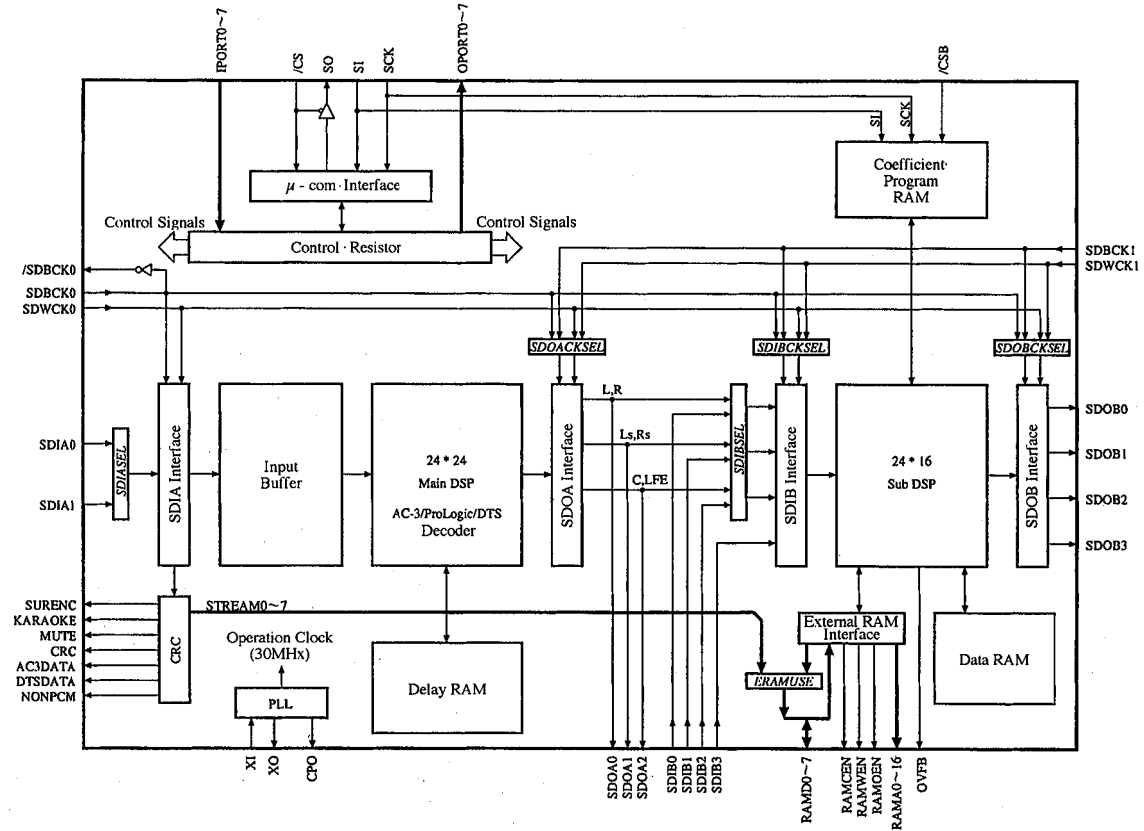 IPORT0~7
/CS
SO
SI
SCK
OPORT0~7
/CSB
SI
SCK
μ - com · Interface
Coefficient·
Program
RAM
Control Signals
Control Signals
Control · Resistor
SDBCK1
SDWCK1
/SDBCK0
SDBCK0
SDWCK0
SDOACKSEL
SDIBCKSEL
SDOBCKSEL
SDIA0
SDIA1
SDIASEL
SDIA Interface
Input
Buffer
24 * 24
Main DSP
AC-3/ProLogic/DTS
Decoder
SDOA Interface
L,R
Ls,Rs
C,LFE
SDIBSEL
SDIB Interface
24 * 16
Sub DSP
SDOB Interface
SDOB0
SDOB1
SDOB2
SDOB3
SURENC
KARAOKE
MUTE
CRC
AC3DATA
DTSDATA
NONPCM
CRC
STREAM0~7
Operation Clock
(30MHx)
PLL
Delay RAM
External RAM
Interface
ERAMUSE
Data RAM
XI
XO
CPO
SDOA0
SDOA1
SDOA2
SDIB0
SDIB1
SDIB2
SDIB3
RAMD0~7
RAMCEN
RAMWEN
RAMOEN
RAMA0~16
OVFB